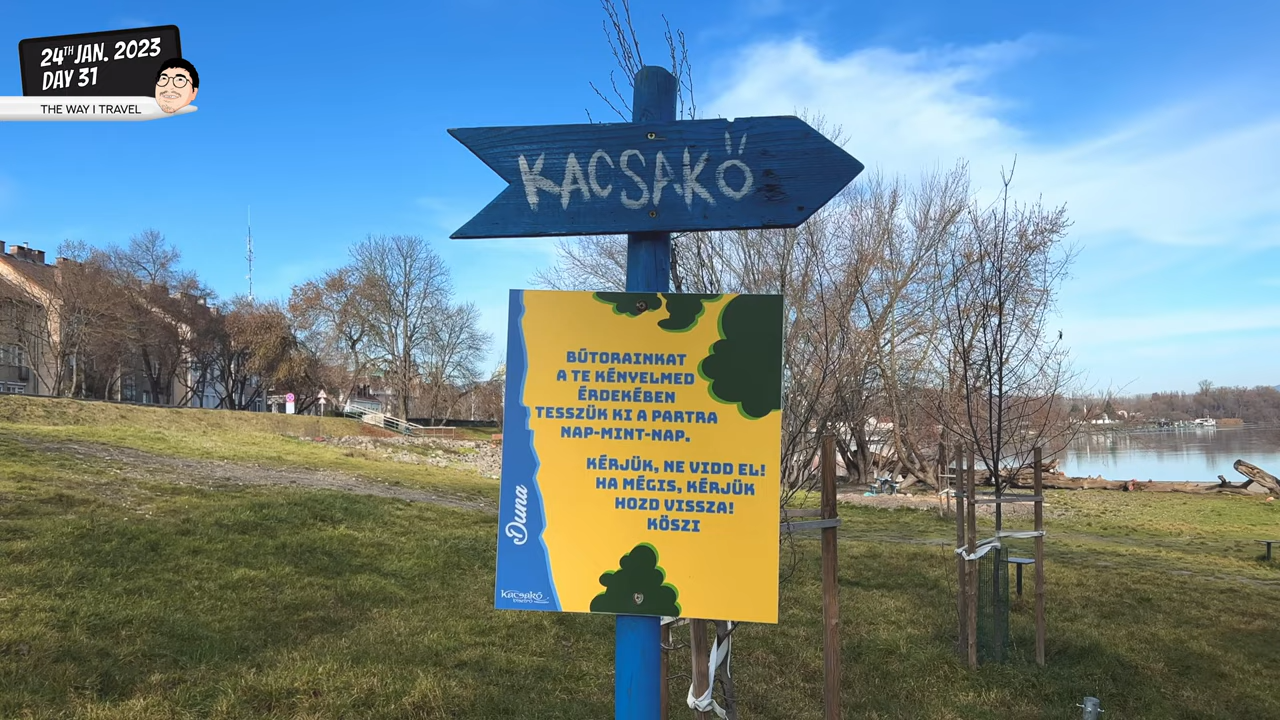 24TH JAN. 2023
DAY 31
THE WAY I TRAVEL
KACSAKŐ
BÚTORAINKAT
A TE KÉNYELMED
ÉRDEKÉBEN
TESSZÜK KI A PARTRA
NAP-MINT-NAP.
KÉRJÜK, NE VIDD EL!
HA MÉGIS, KÉRJÜK
HOZD VISSZA!
KÖSZI
Duna
Kacsakő